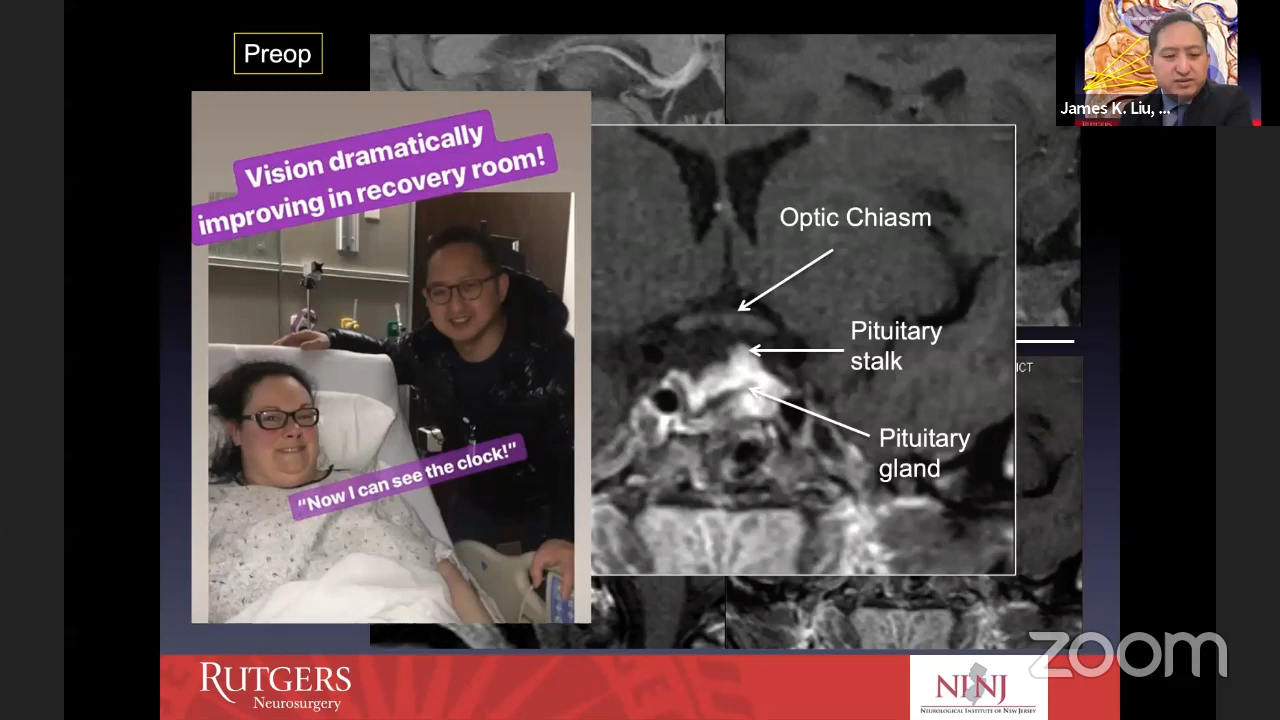 Preop
James K. Liu, ...
Vision dramatically
improving in recovery room!
Optic Chiasm
Pituitary
stalk
ICT
Pituitary
gland
"Now I can see the clock!"
RUTGERS
Neurosurgery
NINJ
NEUROLOGICAL INSTITUTE OF NEW JERSEY
zoom